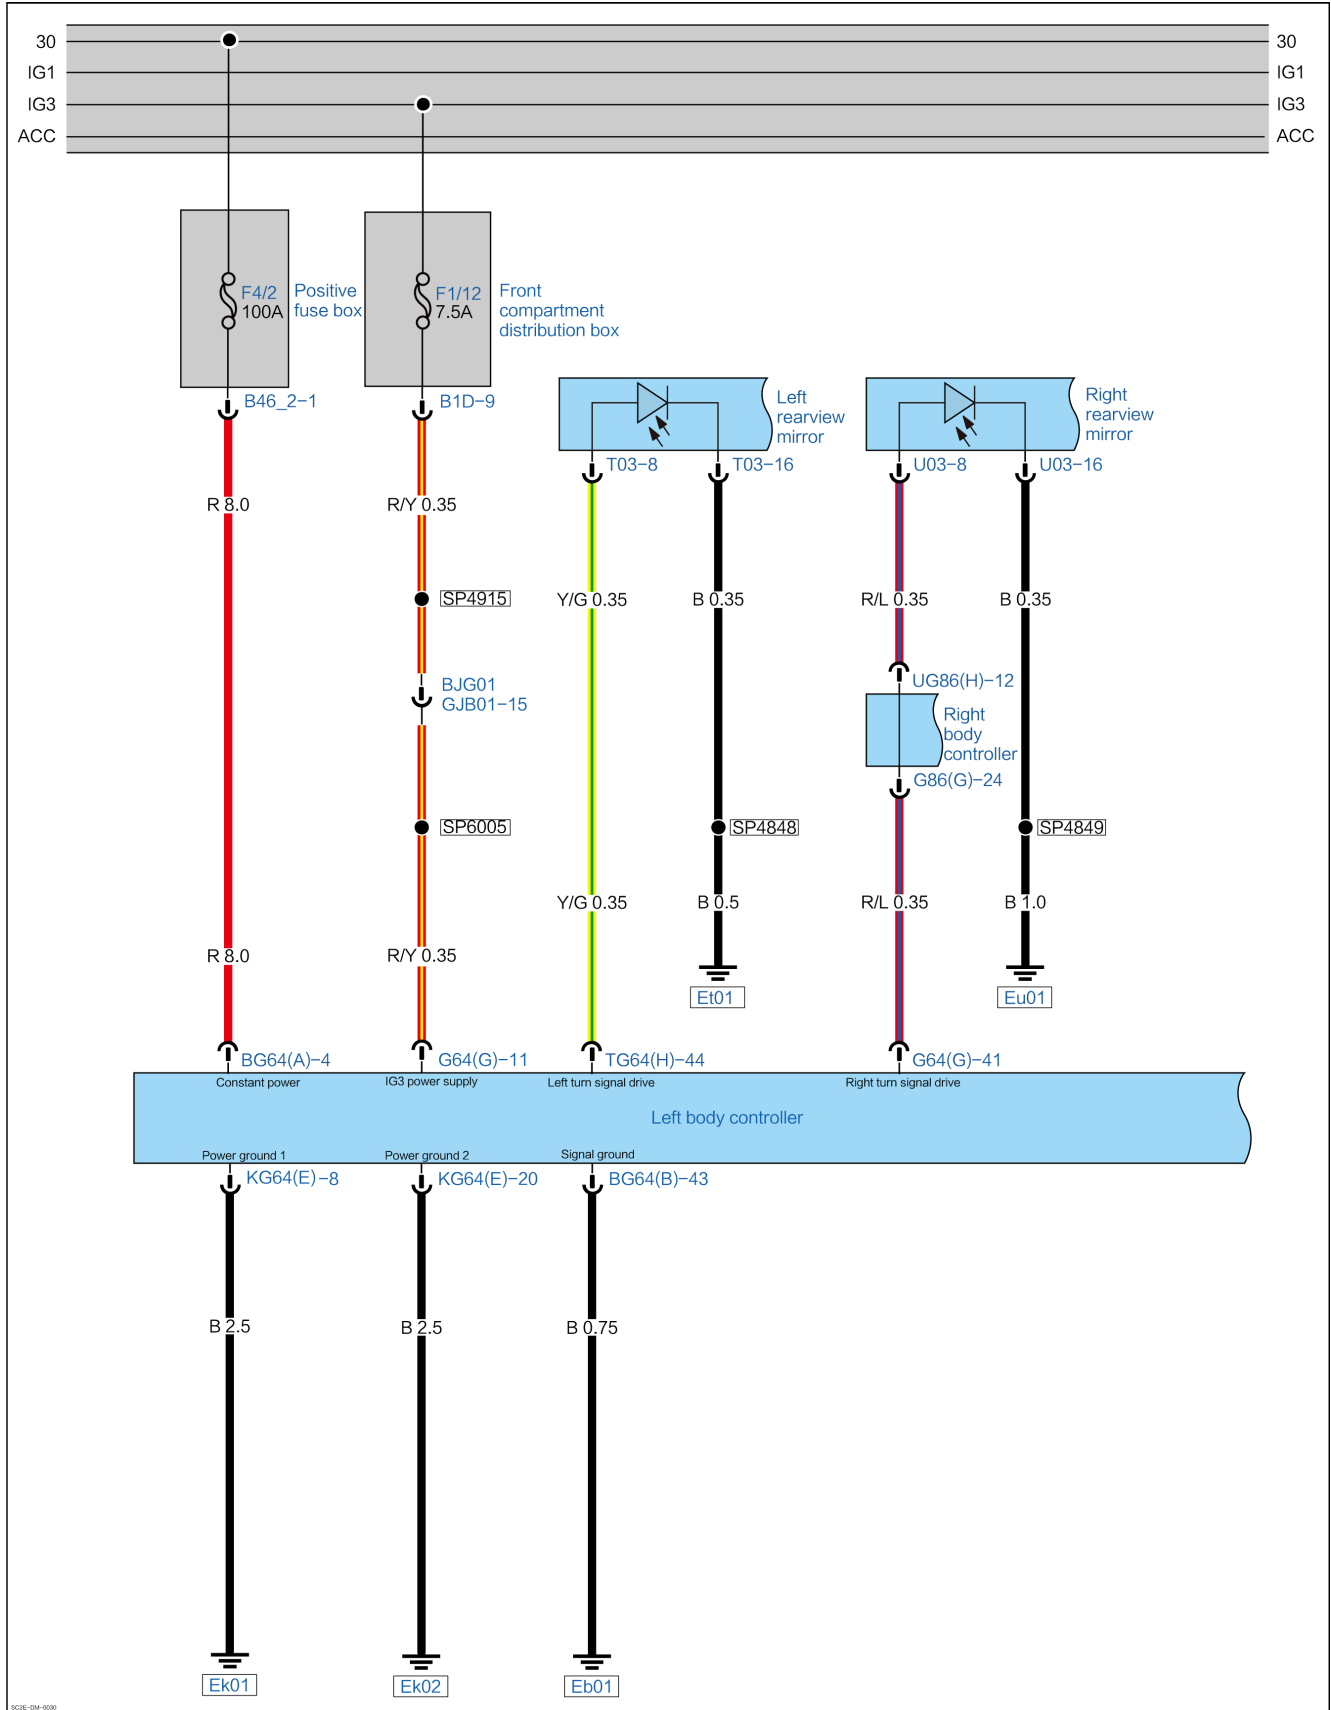 30
30
IG1
IG1
IG3
IG3
ACC
ACC
F4/2
100A
Positive
fuse box
F1/12
7.5A
Front
compartment
distribution box
B46_2-1
B1D-9
Left
rearview
mirror
Right
rearview
mirror
T03-8
T03-16
U03-8
U03-16
R 8.0
R/Y 0.35
SP4915
Y/G 0.35
B 0.35
R/L 0.35
B 0.35
BJG01
GJB01-15
UG86(H)-12
Right
body
controller
G86(G)-24
SP6005
SP4848
SP4849
Y/G 0.35
B 0.5
R/L 0.35
B 1.0
R 8.0
R/Y 0.35
Et01
Eu01
BG64(A)-4
G64(G)-11
TG64(H)-44
G64(G)-41
Constant power
IG3 power supply
Left turn signal drive
Right turn signal drive
Left body controller
Power ground 1
Power ground 2
Signal ground
KG64(E)-8
KG64(E)-20
BG64(B)-43
B 2.5
B 2.5
B 0.75
Ek01
Ek02
Eb01
SC2E-DM-0030